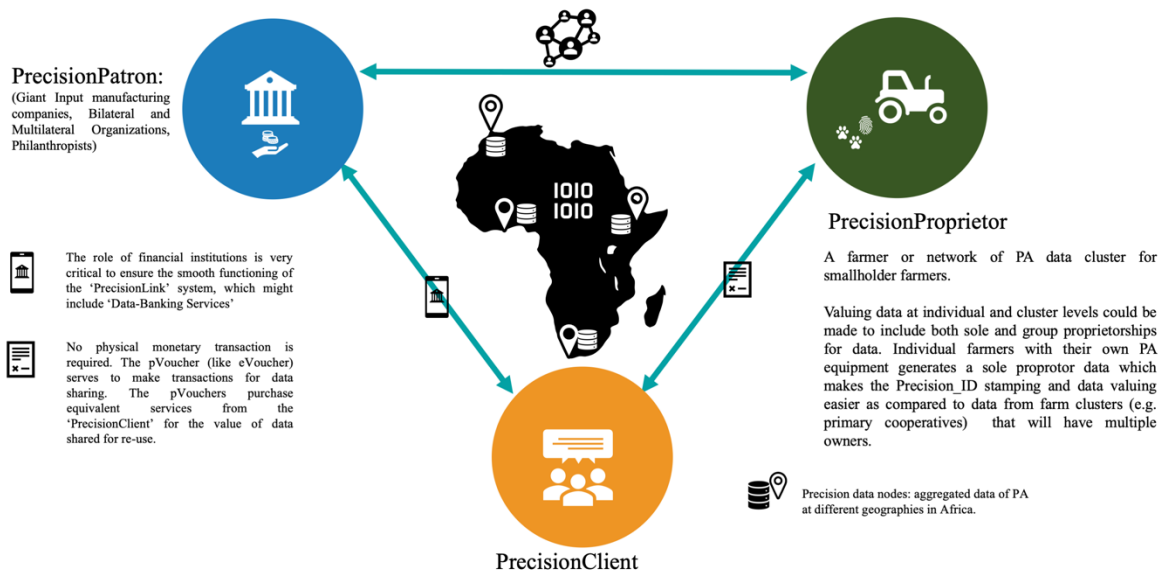 PrecisionPatron:
(Giant Input manufacturing
companies, Bilateral and
Multilateral Organizations,
Philanthropists)
The role of financial institutions is very
critical to ensure the smooth functioning of
the ‘PrecisionLink’ system, which might
include ‘Data-Banking Services’
No physical monetary transaction is
required. The pVoucher (like eVoucher)
serves to make transactions for data
sharing. The pVouchers purchase
equivalent services from the
‘PrecisionClient’ for the value of data
shared for re-use.
IOIO
IOIO
PrecisionClient
PrecisionProprietor
A farmer or network of PA data cluster for
smallholder farmers.
Valuing data at individual and cluster levels could be
made to include both sole and group proprietorships
for data. Individual farmers with their own PA
equipment generates a sole proprotor data which
makes the Precision_ID stamping and data valuing
easier as compared to data from farm clusters (e.g.
primary cooperatives) that will have multiple
owners.
Precision data nodes: aggregated data of PA
at different geographies in Africa.